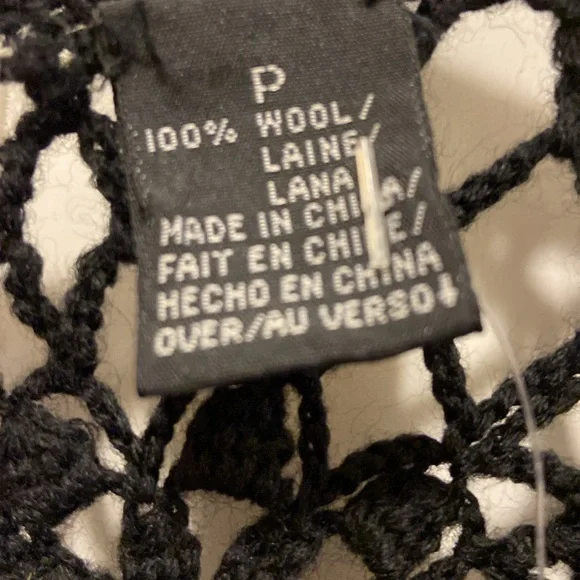 P
100% WOOL/
LAINE/
LANA
MADE IN CHINA/
FAIT EN CHINE/
HECHO EN CHINA
OVER/AU VERSO↓